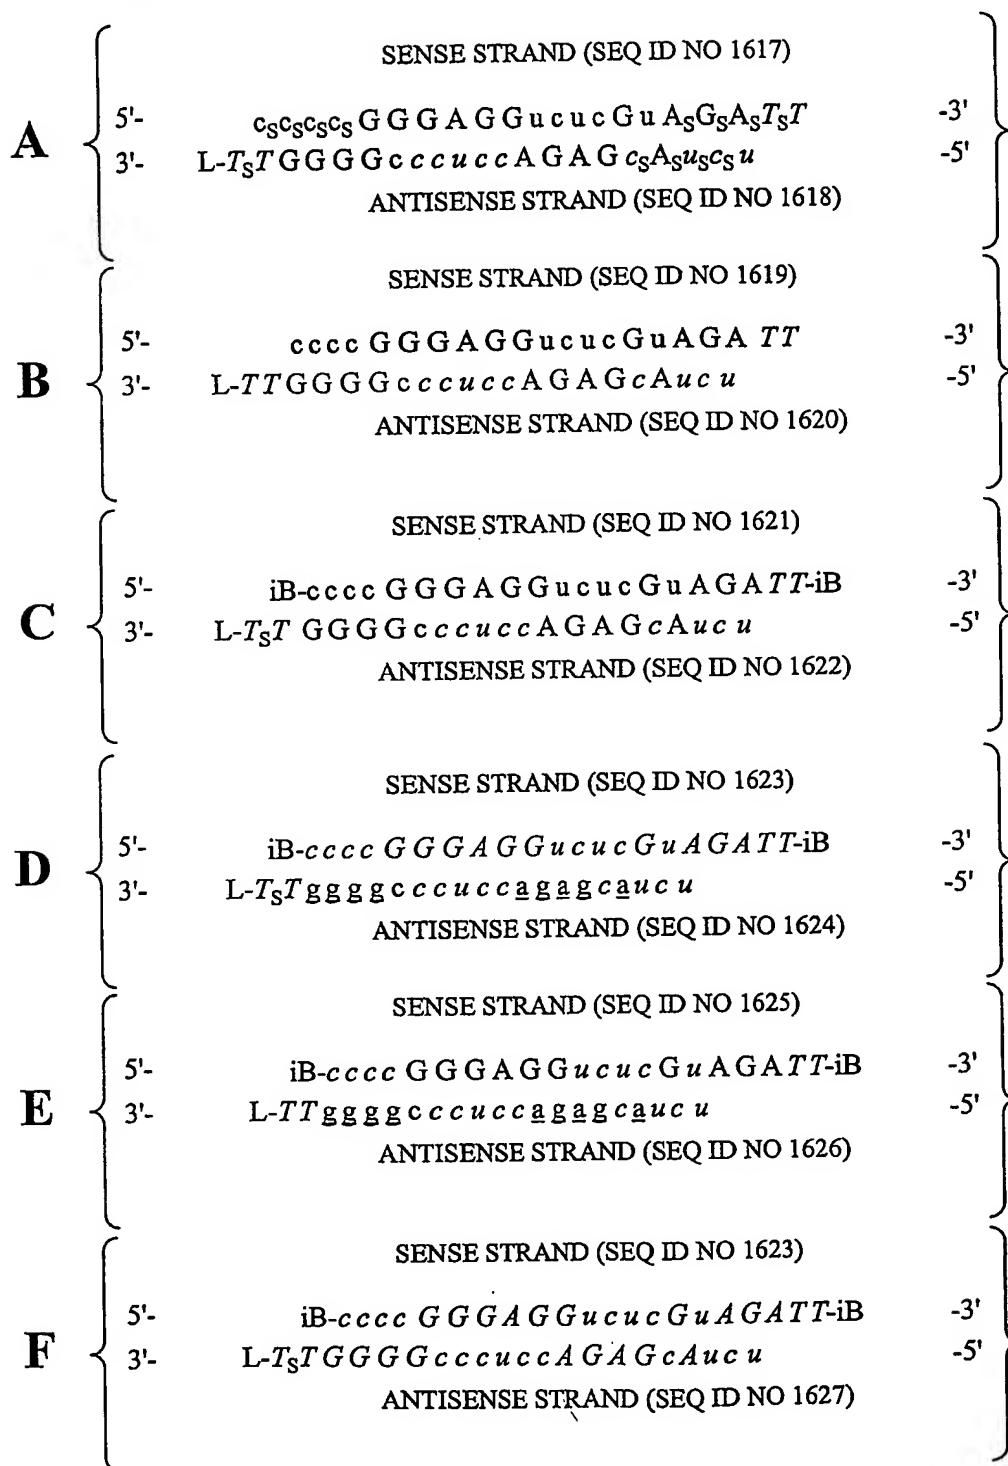 SENSE STRAND (SEQ ID NO 1617)
A 5'- cScScScS G G G A G G u c u c G u ASGSASTST -3'
3'- L-TST G G G G c c c u c c A G A G cSASuScS u -5'
ANTISENSE STRAND (SEQ ID NO 1618)
SENSE STRAND (SEQ ID NO 1619)
B 5'- c c c c G G G A G G u c u c G u A G A T T -3'
3'- L-T T G G G G c c c u c c A G A G c A u c u -5'
ANTISENSE STRAND (SEQ ID NO 1620)
SENSE STRAND (SEQ ID NO 1621)
C 5'- iB-c c c c G G G A G G u c u c G u A G A T T-iB -3'
3'- L-TST G G G G c c c u c c A G A G c A u c u -5'
ANTISENSE STRAND (SEQ ID NO 1622)
SENSE STRAND (SEQ ID NO 1623)
D 5'- iB-c c c c G G G A G G u c u c G u A G A T T-iB -3'
3'- L-TST g g g g c c c u c c a g a g c a u c u -5'
ANTISENSE STRAND (SEQ ID NO 1624)
SENSE STRAND (SEQ ID NO 1625)
E 5'- iB-c c c c G G G A G G u c u c G u A G A T T-iB -3'
3'- L-T T g g g g c c c u c c a g a g c a u c u -5'
ANTISENSE STRAND (SEQ ID NO 1626)
SENSE STRAND (SEQ ID NO 1623)
F 5'- iB-c c c c G G G A G G u c u c G u A G A T T-iB -3'
3'- L-TST G G G G c c c u c c A G A G c A u c u -5'
ANTISENSE STRAND (SEQ ID NO 1627)